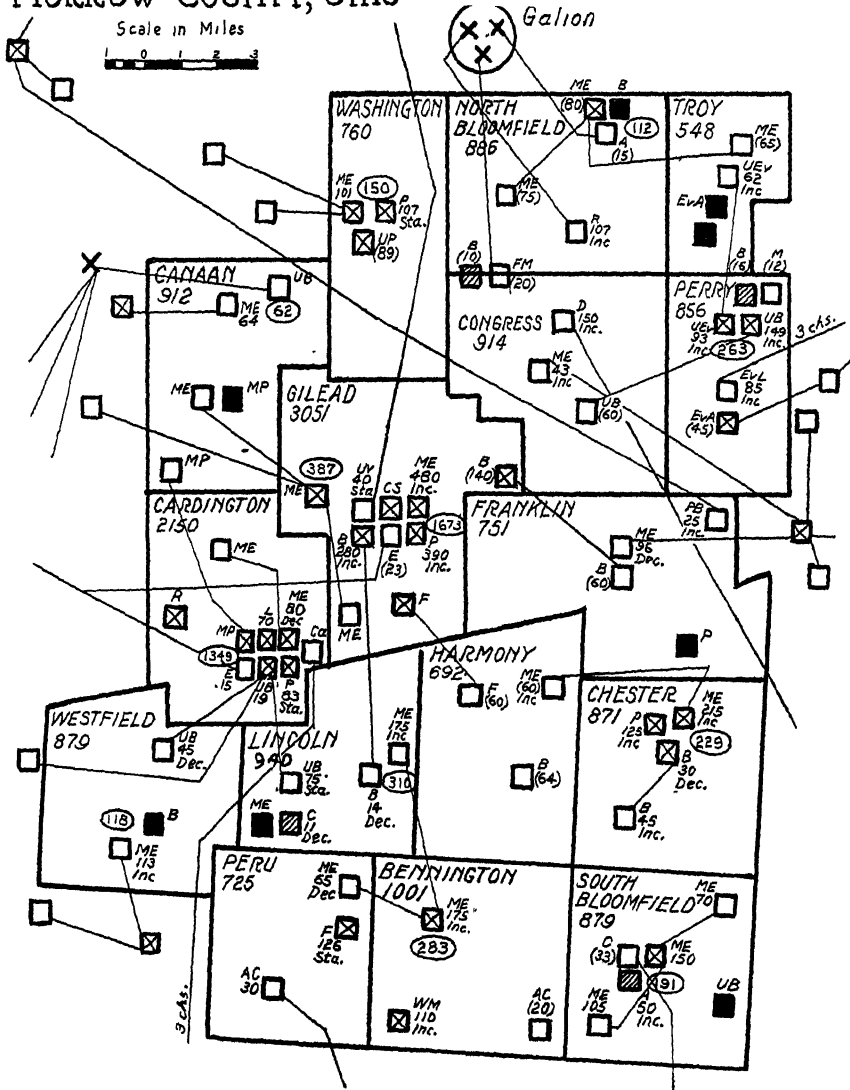 Galion
Scale in Miles
1 0 1 2 3
WASHINGTON
760
NORTH
BLOOMFIELD
886
TROY
548
ME
(80)
B
112
A
(15)
ME
(65)
UEv
62
Inc
EvA
ME
(75)
P
107
Inc
ME
101
150
P
107
Sta.
UP
(89)
B
(10)
FM
(20)
B
(16)
M
(12)
CANAAN
912
UB
ME
64
62
ME
MP
MP
CONGRESS
914
D
150
Inc.
ME
43
Inc
UB
(60)
PERRY
856
UEv
93
Inc
UB
149
Inc.
263
3 chs.
EvL
85
Inc
EvA
(45)
GILEAD
3051
387
ME
UV
40
Sta
CS
ME
480
Inc.
1673
B
280
Inc.
E
(23)
P
390
Inc.
B
(140)
ME
F
CARDINGTON
2150
ME
R
MP
L
70
ME
80
Dec
Ca
1349
E
15
UB
19
P
83
Sta.
FRANKLIN
751
PB
25
Inc.
ME
96
Dec.
B
(60)
P
HARMONY
692
F
(60)
ME
(60)
Inc
B
(64)
CHESTER
871
P
125
Inc
ME
215
Inc
229
B
30
Dec.
B
45
Inc.
WESTFIELD
879
UB
45
Dec.
118
B
ME
113
Inc
LINCOLN
940
UB
75
Sta.
ME
C
11
Dec.
ME
175
Inc
B
14
Dec.
310
PERU
725
ME
65
Dec
F
126
Sta.
AC
30
3 chs.
BENNINGTON
1001
ME
175
Inc.
283
WM
110
Inc.
AC
(20)
SOUTH
BLOOMFIELD
879
ME
70
C
(33)
ME
150
191
A
50
Inc.
ME
105
UB